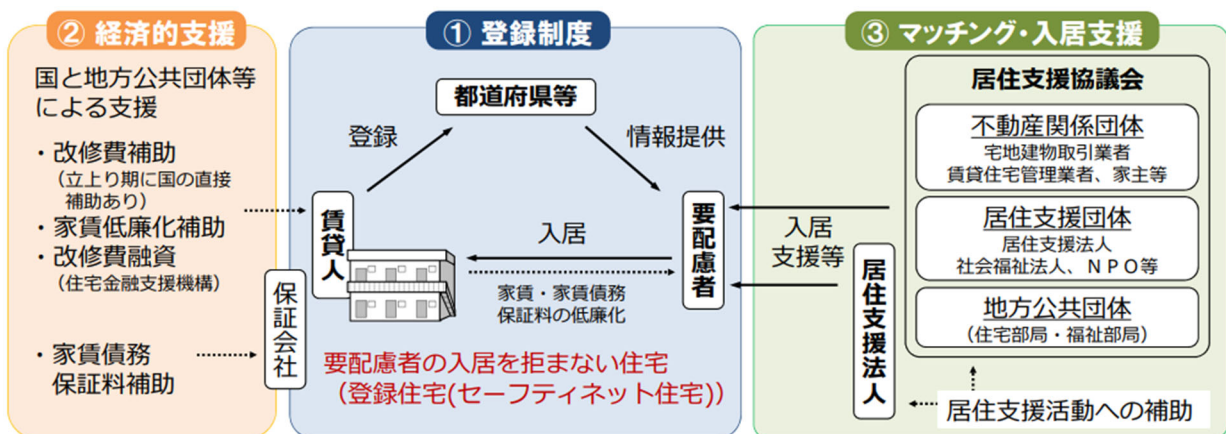 ② 経済的支援
国と地方公共団体等
による支援
・改修費補助
（立上り期に国の直接
補助あり）
・家賃低廉化補助
・改修費融資
（住宅金融支援機構）
・家賃債務
保証料補助
保証会社
① 登録制度
都道府県等
登録
情報提供
賃貸人
要配慮者
入居
家賃・家賃債務
保証料の低廉化
要配慮者の入居を拒まない住宅
（登録住宅(セーフティネット住宅)）
③ マッチング・入居支援
入居
支援等
居住支援法人
居住支援協議会
不動産関係団体
宅地建物取引業者
賃貸住宅管理業者、家主等
居住支援団体
居住支援法人
社会福祉法人、ＮＰＯ等
地方公共団体
（住宅部局・福祉部局）
居住支援活動への補助